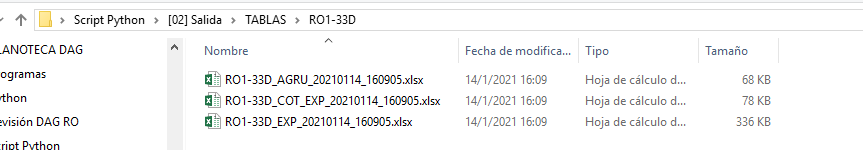 Script Python > [02] Salida > TABLAS > RO1-33D
LANOTECA DAG
ogramas
ython
evisión DAG RO
cript Python
Nombre Fecha de modifica... Tipo Tamaño
RO1-33D_AGRU_20210114_160905.xlsx 14/1/2021 16:09 Hoja de cálculo d... 68 KB
RO1-33D_COT_EXP_20210114_160905.xlsx 14/1/2021 16:09 Hoja de cálculo d... 78 KB
RO1-33D_EXP_20210114_160905.xlsx 14/1/2021 16:09 Hoja de cálculo d... 336 KB